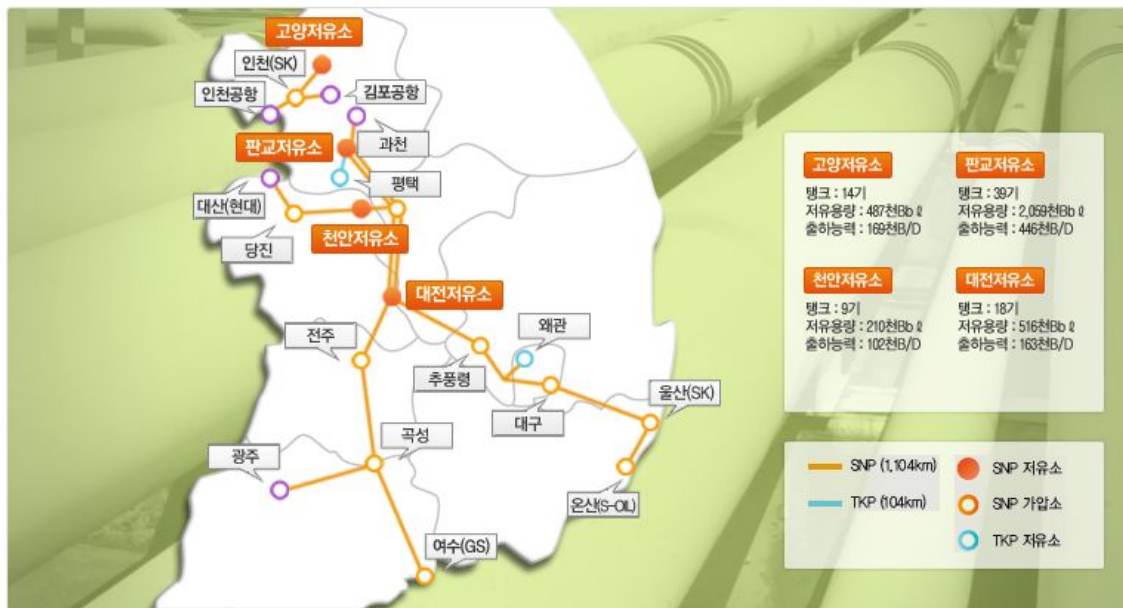 고양저유소
인천(SK)
인천공항
김포공항
과천
판교저유소
평택
대산(현대)
당진
천안저유소
대전저유소
전주
왜관
추풍령
대구
울산(SK)
곡성
광주
온산(S-OIL)
여수(GS)
고양저유소
탱크 : 14기
저유용량 : 487천Bbℓ
출하능력 : 169천B/D
판교저유소
탱크 : 39기
저유용량 : 2,059천Bbℓ
출하능력 : 446천B/D
천안저유소
탱크 : 9기
저유용량 : 210천Bbℓ
출하능력 : 102천B/D
대전저유소
탱크 : 18기
저유용량 : 516천Bbℓ
출하능력 : 163천B/D
SNP (1,104km)
TKP (104km)
SNP 저유소
SNP 가압소
TKP 저유소